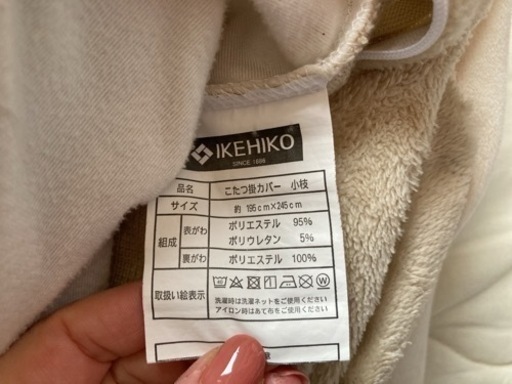 IKEHIKO
SINCE 1886
品名 こたつ掛カバー 小枝
サイズ 約 195cm×245cm
組成 表がわ ポリエステル 95%
ポリウレタン 5%
裏がわ ポリエステル 100%
取扱い絵表示
洗濯時は洗濯ネットをご使用ください
アイロン時はあて布をご使用ください